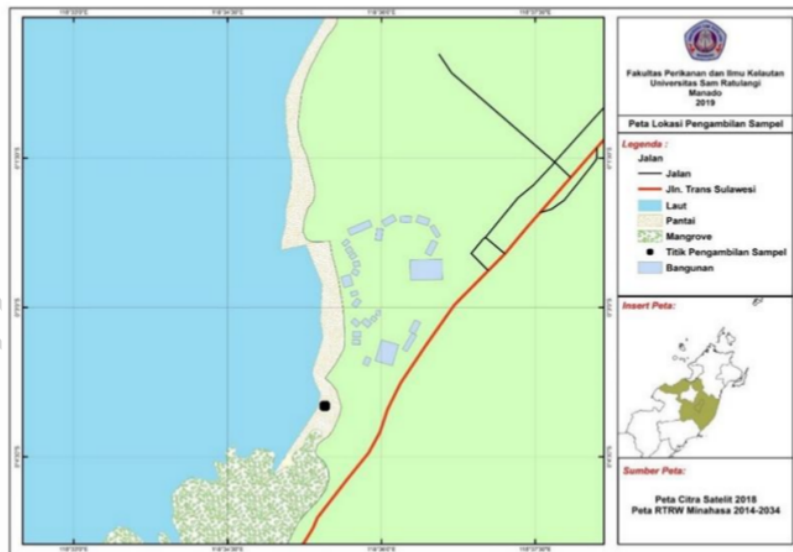 Fakultas Perikanan dan Ilmu Kelautan
Universitas Sam Ratulangi
Manado
2019
Peta Lokasi Pengambilan Sampel
Legenda :
Jalan
Jalan
Jln. Trans Sulawesi
Laut
Pantai
Mangrove
Titik Pengambilan Sampel
Bangunan
Insert Peta:
Sumber Peta:
Peta Citra Satelit 2018
Peta RTRW Minahasa 2014-2034